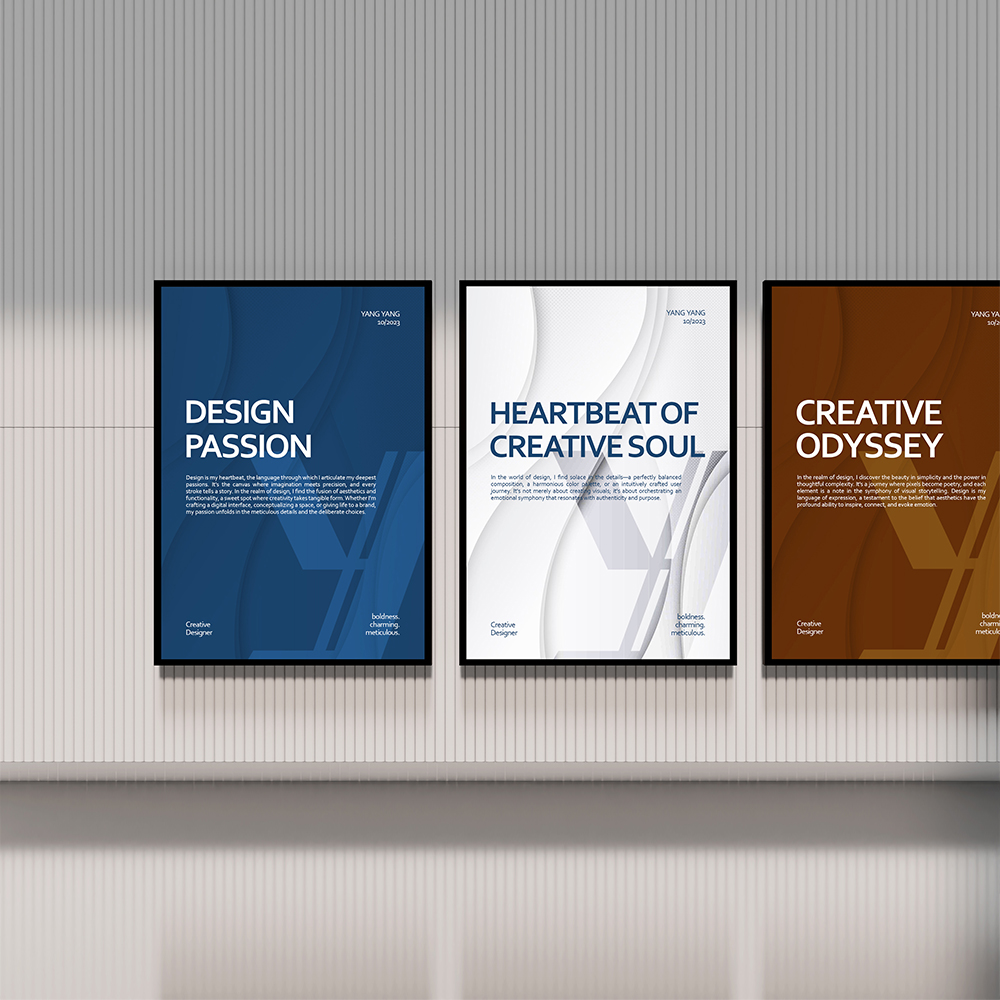 YANG YANG
10/2023
DESIGN
PASSION
Design is my heartbeat, the language through which I articulate my deepest
passions. It's the canvas where imagination meets precision, and every
stroke tells a story. In the realm of design, I find the fusion of aesthetics and
functionality, a sweet spot where creativity takes tangible form. Whether I'm
crafting a digital interface, conceptualizing a space, or giving life to a brand,
my passion unfolds in the meticulous details and the deliberate choices.
Creative
Designer
boldness.
charming.
meticulous.
YANG YANG
10/2023
HEARTBEAT OF
CREATIVE SOUL
In the world of design, I find solace in the details—a perfectly balanced
composition, a harmonious color palette, or an intuitively crafted user
journey. It's not merely about creating visuals; it's about orchestrating an
emotional symphony that resonates with authenticity and purpose.
Creative
Designer
boldness.
charming.
meticulous.
YANG YA
10/2
CREATIVE
ODYSSEY
In the realm of design, I discover the beauty in simplicity and the power in
thoughtful complexity. It's a journey where pixels become poetry, and each
element is a note in the symphony of visual storytelling. Design is my
language of expression, a testament to the belief that aesthetics have the
profound ability to inspire, connect, and evoke emotion.
Creative
Designer
boldn
charmi
meticulo